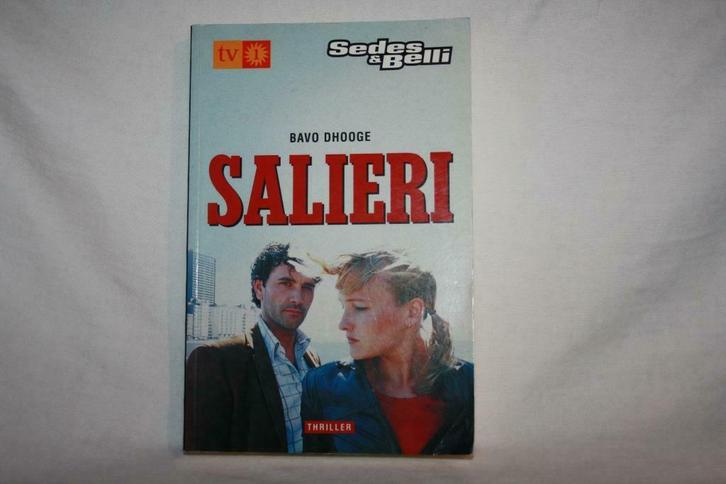 tv 1
Sedes
& Belli
BAVO DHOOGE
SALIERI
THRILLER